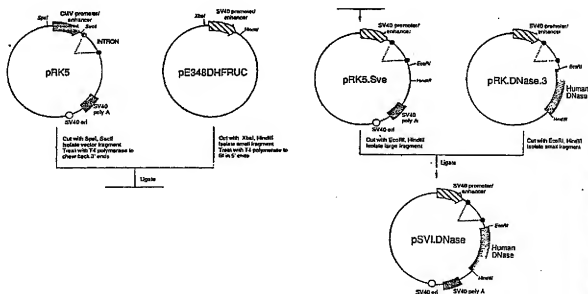 SpeI
CMV promoter/
enhancer
SacII
INTRON
pRK5
SV40
poly A
SV40 ori
XbaI
SV40 promoter/
enhancer
HindIII
pE348DHFRUC
Cut with SpeI, SacII
Isolate vector fragment
Treat with T4 polymerase to
chew back 3' ends
Cut with XbaI, HindIII
Isolate small fragment
Treat with T4 polymerase to
fill in 5' ends
Ligate
SV40 promoter/
enhancer
EcoRI
HindIII
pRK5.Sve
SV40
poly A
SV40 ori
SV40 promoter/
enhancer
EcoRI
pRK.DNase.3
Human
DNase
HindIII
Cut with EcoRI, HindIII
Isolate large fragment
Cut with EcoRI, HindIII
Isolate small fragment
Ligate
SV40 promoter/
enhancer
EcoRI
pSVI.DNase
Human
DNase
HindIII
SV40 ori
SV40 poly A